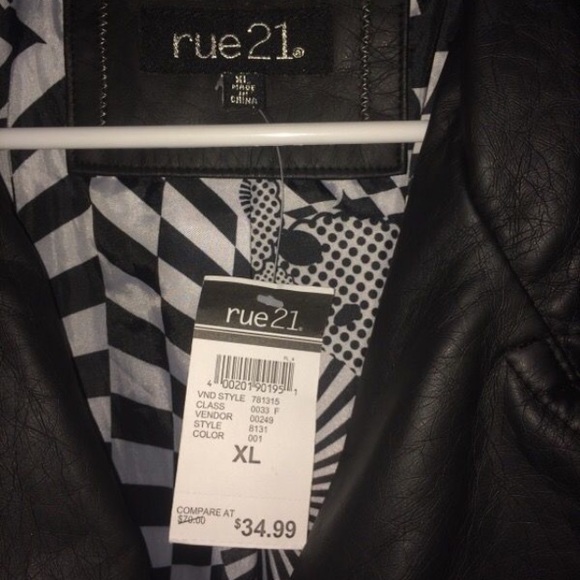 rue21®
XL
MADE
IN
CHINA
rue21®
4 00201 90195 1
VND STYLE 781315
CLASS 0033 F
VENDOR 00249
STYLE 8131
COLOR 001
XL
COMPARE AT
$70.00
$34.99